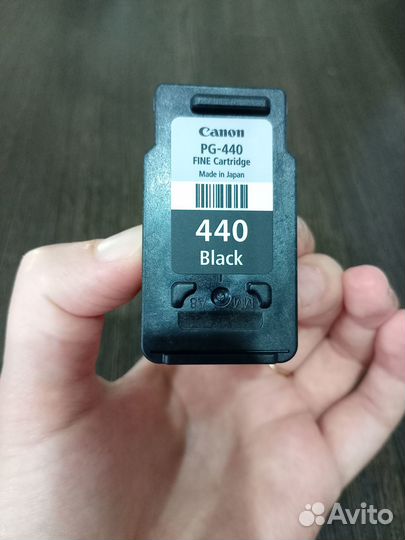 Canon
PG-440
FINE Cartridge
Made in Japan
440
Black
Avito